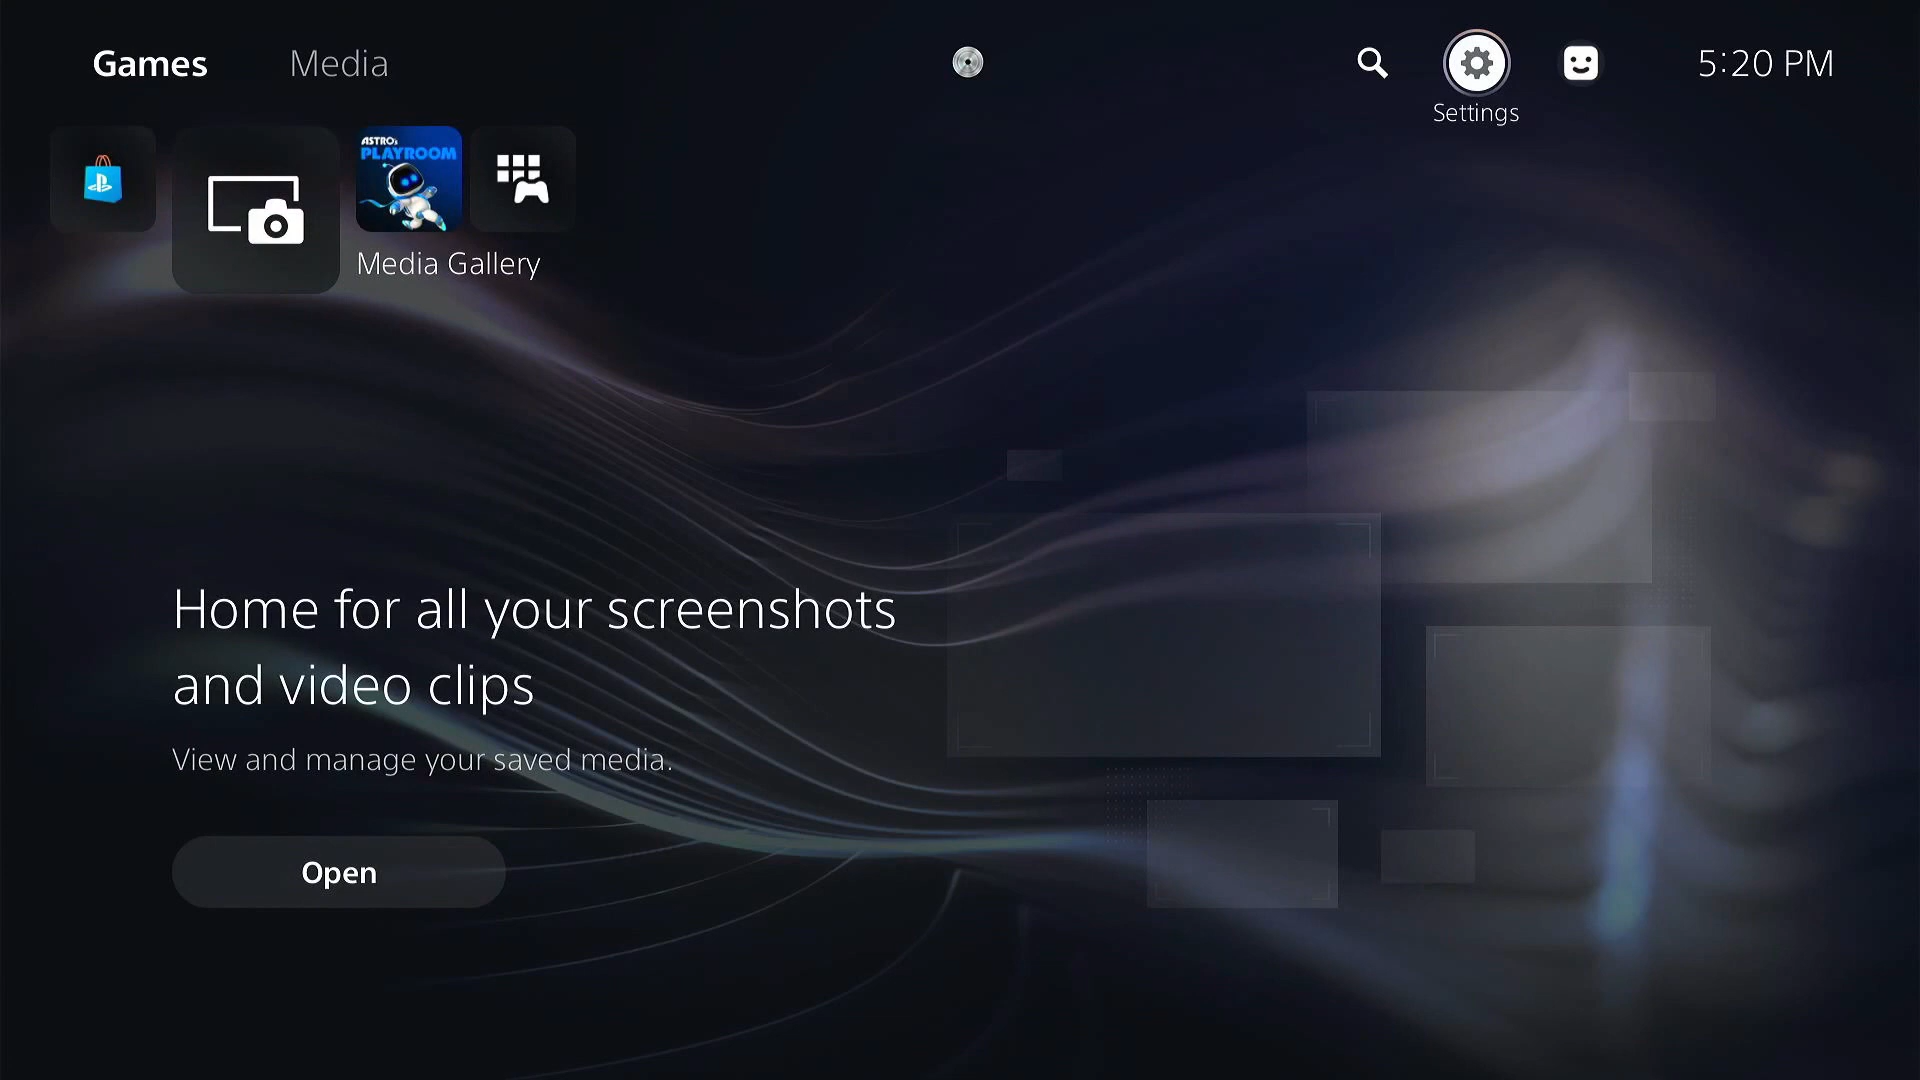 Games Media 5:20 PM
Settings
ASTRO's
PLAYROOM
Media Gallery
Home for all your screenshots
and video clips
View and manage your saved media.
Open